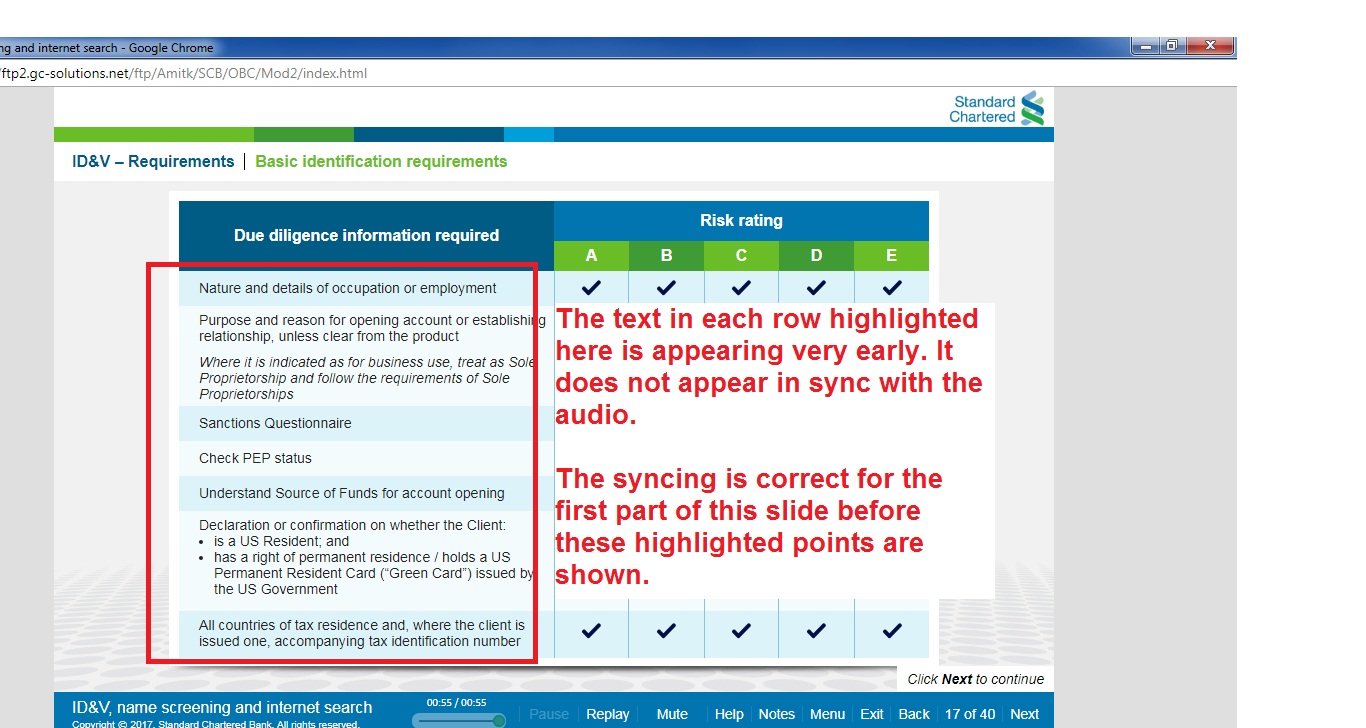 ng and internet search - Google Chrome
ftp2.gc-solutions.net/ftp/Amitk/SCB/OBC/Mod2/index.html
Standard
Chartered
ID&V – Requirements | Basic identification requirements
Due diligence information required
Risk rating
A B C D E
Nature and details of occupation or employment
Purpose and reason for opening account or establishing
relationship, unless clear from the product
Where it is indicated as for business use, treat as Sole
Proprietorship and follow the requirements of Sole
Proprietorships
Sanctions Questionnaire
Check PEP status
Understand Source of Funds for account opening
Declaration or confirmation on whether the Client:
• is a US Resident; and
• has a right of permanent residence / holds a US
Permanent Resident Card (“Green Card”) issued by
the US Government
All countries of tax residence and, where the client is
issued one, accompanying tax identification number
The text in each row highlighted
here is appearing very early. It
does not appear in sync with the
audio.
The syncing is correct for the
first part of this slide before
these highlighted points are
shown.
Click Next to continue
ID&V, name screening and internet search
Copyright © 2017. Standard Chartered Bank. All rights reserved.
00:55 / 00:55
Pause Replay Mute Help Notes Menu Exit Back 17 of 40 Next